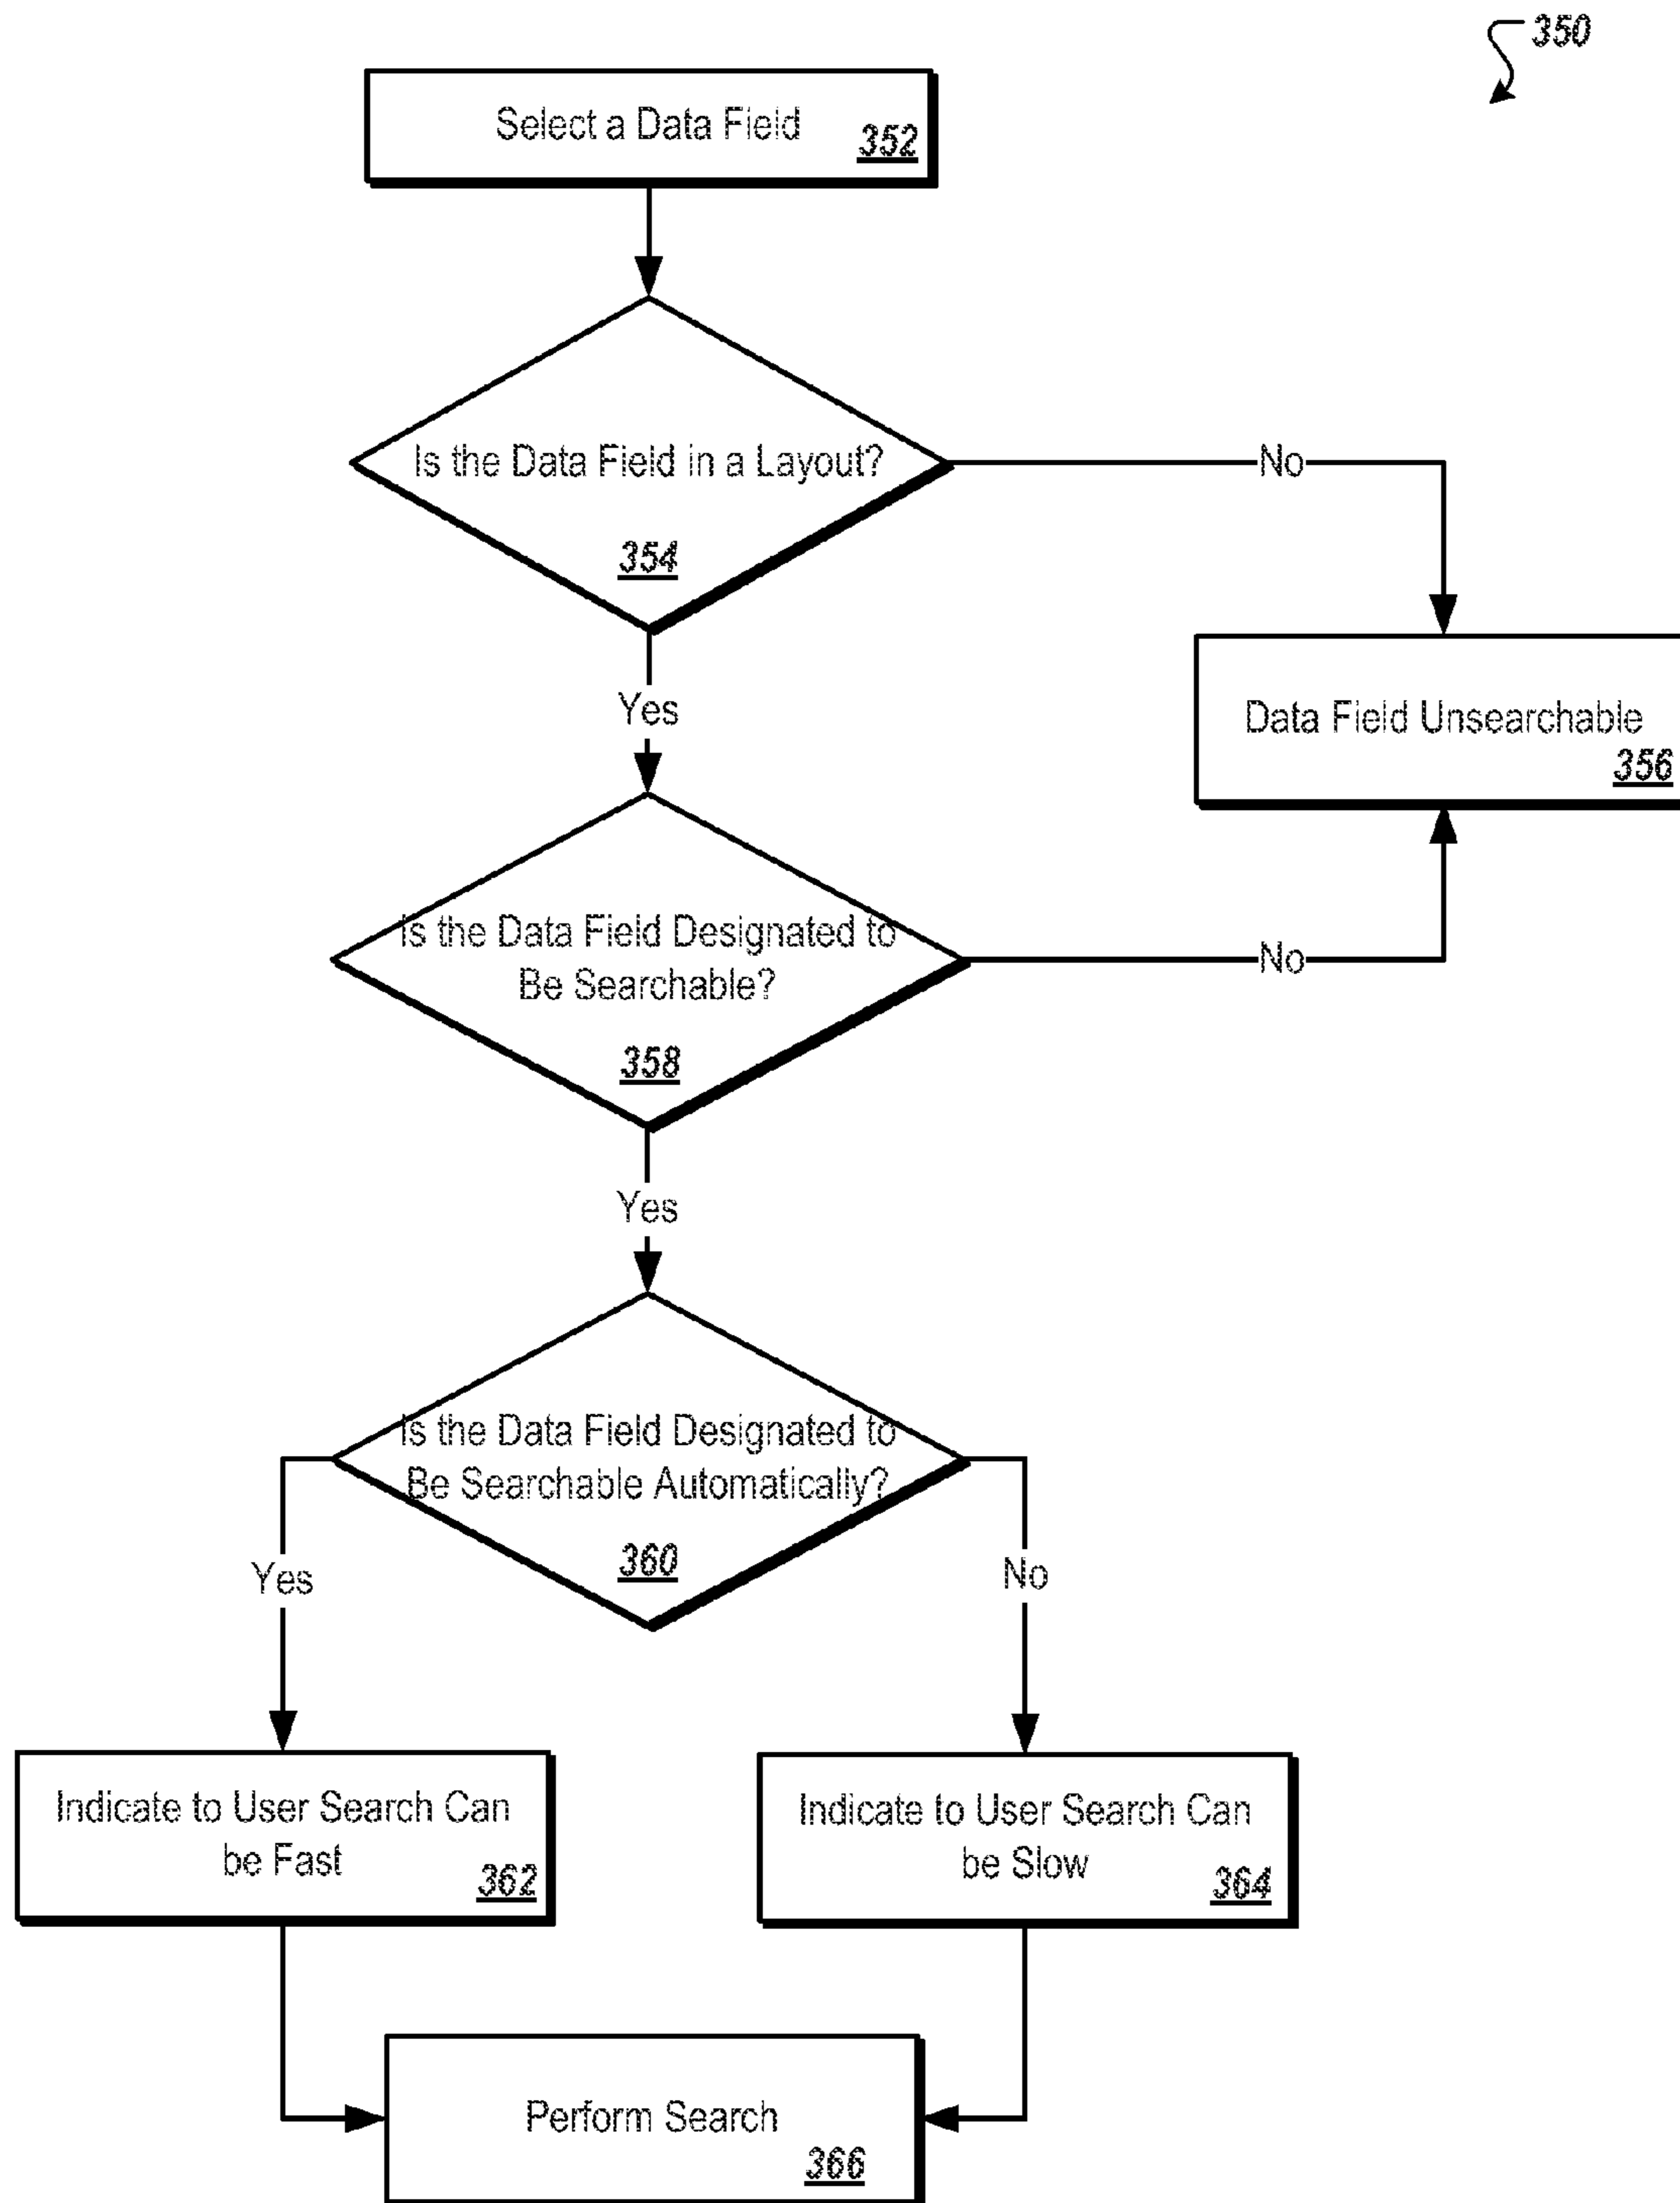 350
Select a Data Field
352
Is the Data Field in a Layout?
354
No
Yes
Data Field Unsearchable
356
Is the Data Field Designated to
Be Searchable?
358
No
Yes
Is the Data Field Designated to
Be Searchable Automatically?
360
Yes
No
Indicate to User Search Can
be Fast
362
Indicate to User Search Can
be Slow
364
Perform Search
366